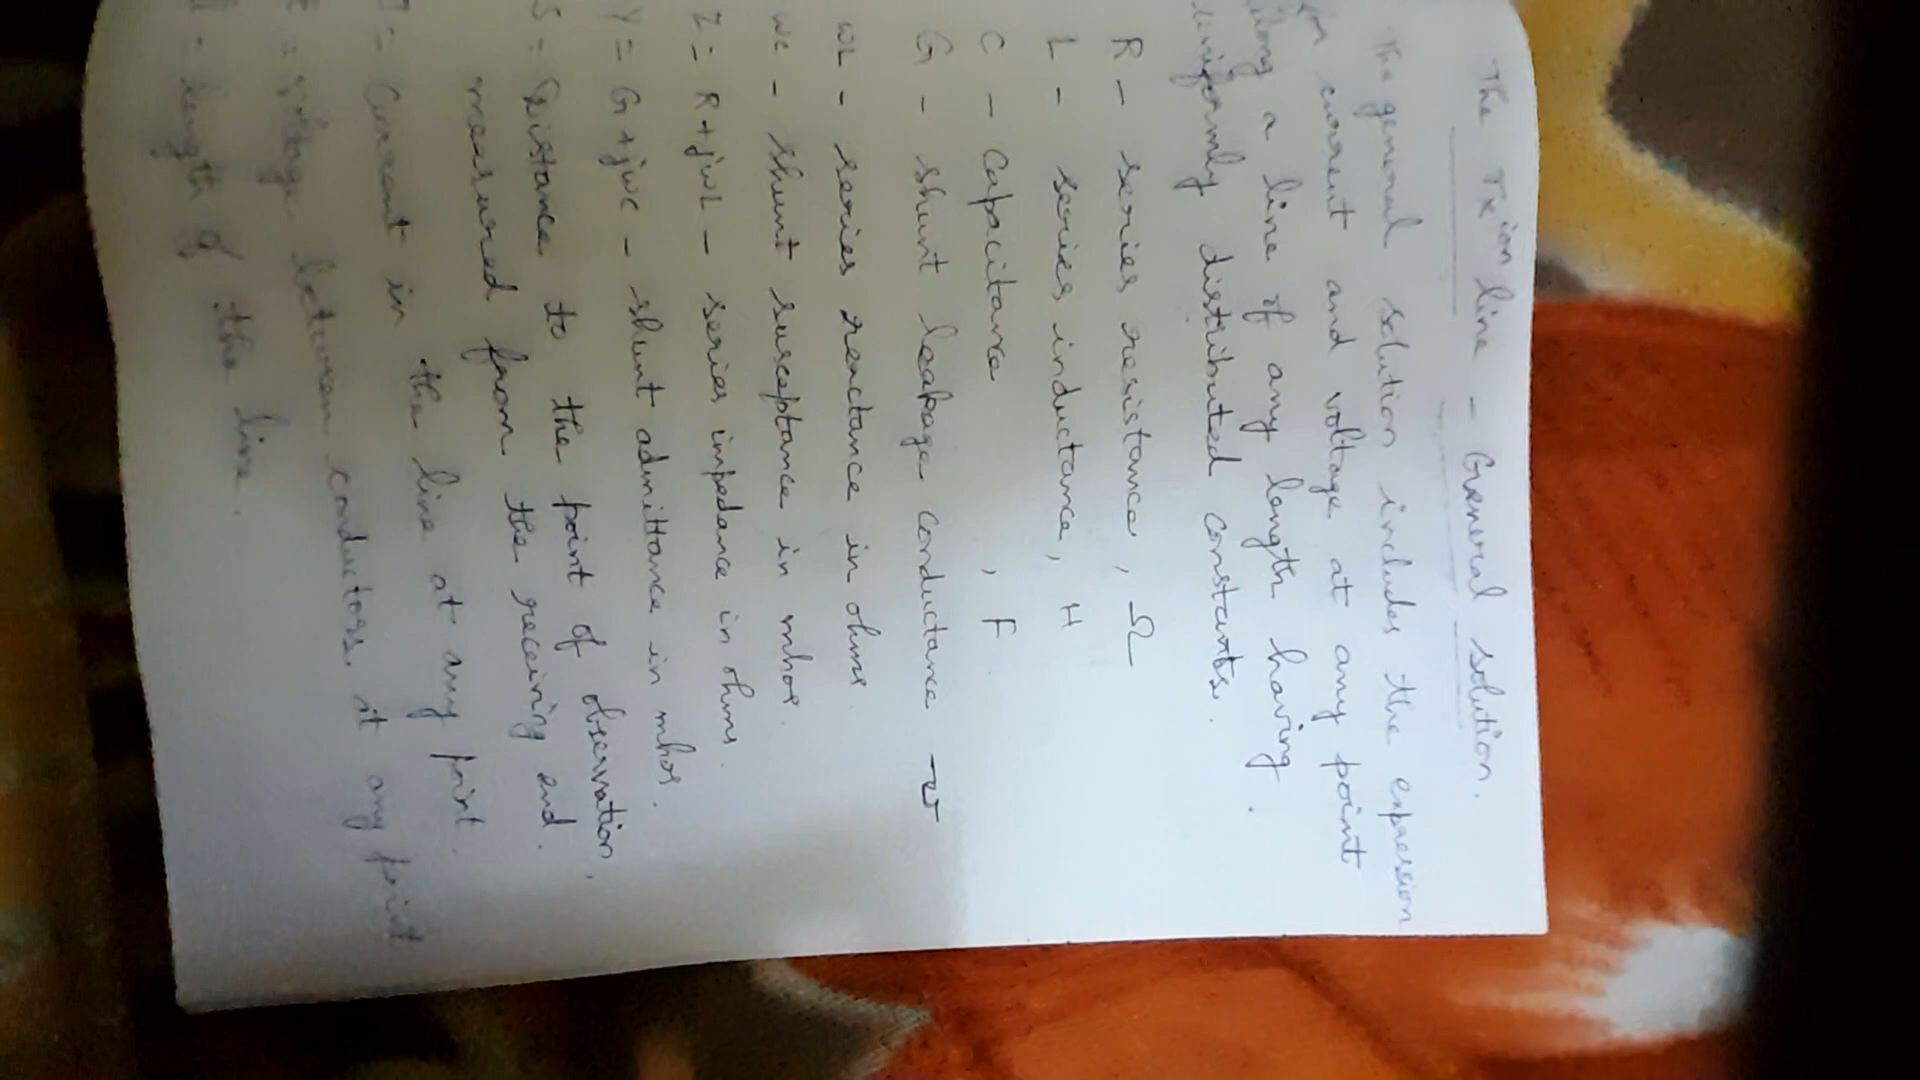 The Txion line - General solution.
The general solution includes the expression
for current and voltage at any point
along a line of any length having
uniformly distributed constants.
R - series resistance, Ω
L - series inductance, H
C - Capacitance, F
G - shunt leakage conductance ℧
ωL - series reactance in ohms
ωc - shunt susceptance in mhos.
Z = R+jωL - series impedance in ohms.
Y = G+jωc - shunt admittance in mhos.
S = Distance to the point of observation,
measured from the receiving end.
I - Current in the line at any point.
= voltage between conductors at any point
- length of the line.